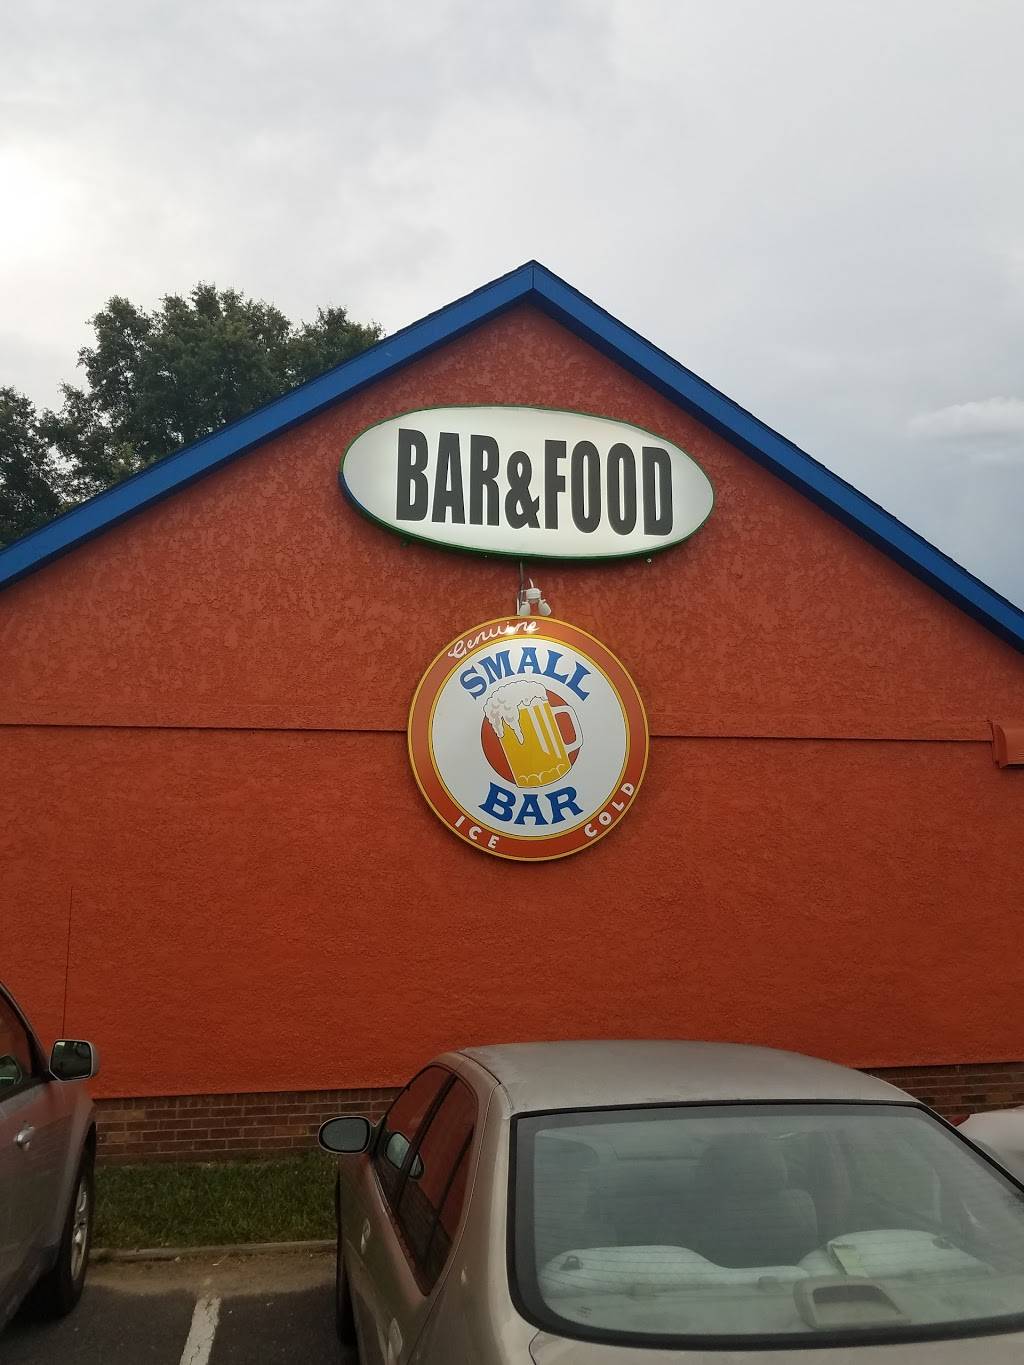 BAR&FOOD
Genuine
SMALL
BAR
ICE COLD